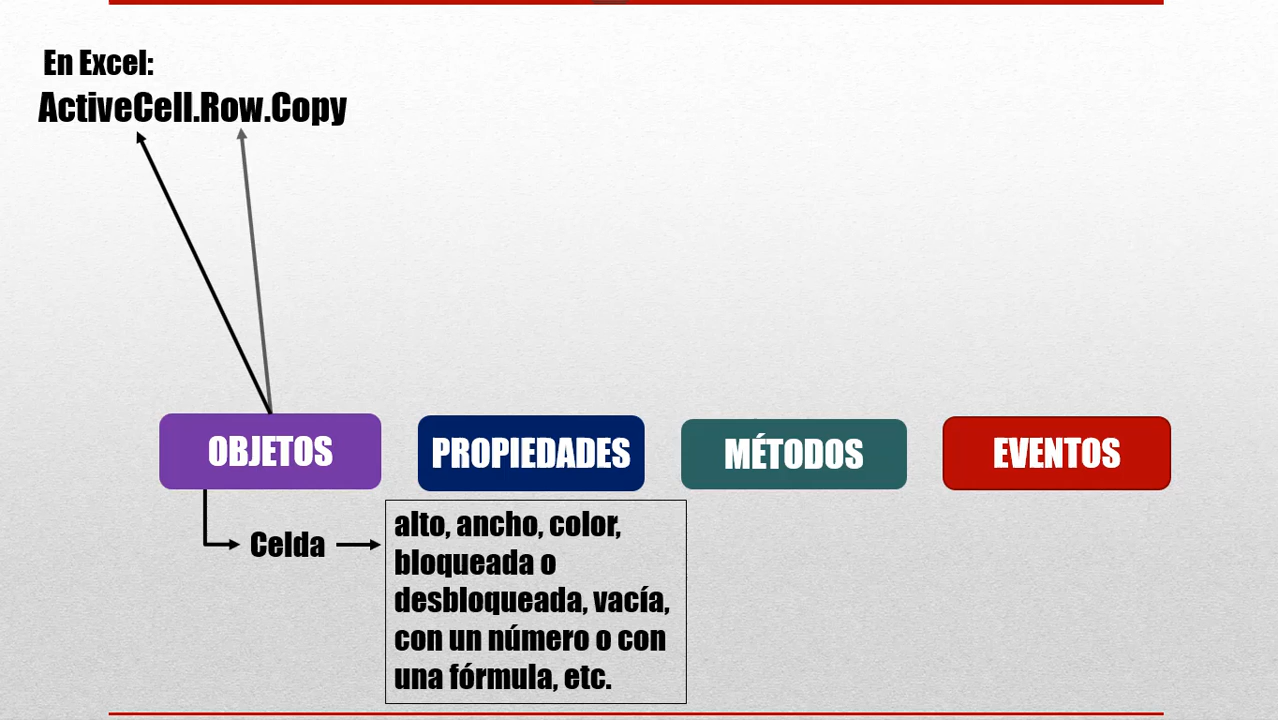 En Excel:
ActiveCell.Row.Copy
OBJETOS
PROPIEDADES
MÉTODOS
EVENTOS
Celda
alto, ancho, color,
bloqueada o
desbloqueada, vacía,
con un número o con
una fórmula, etc.